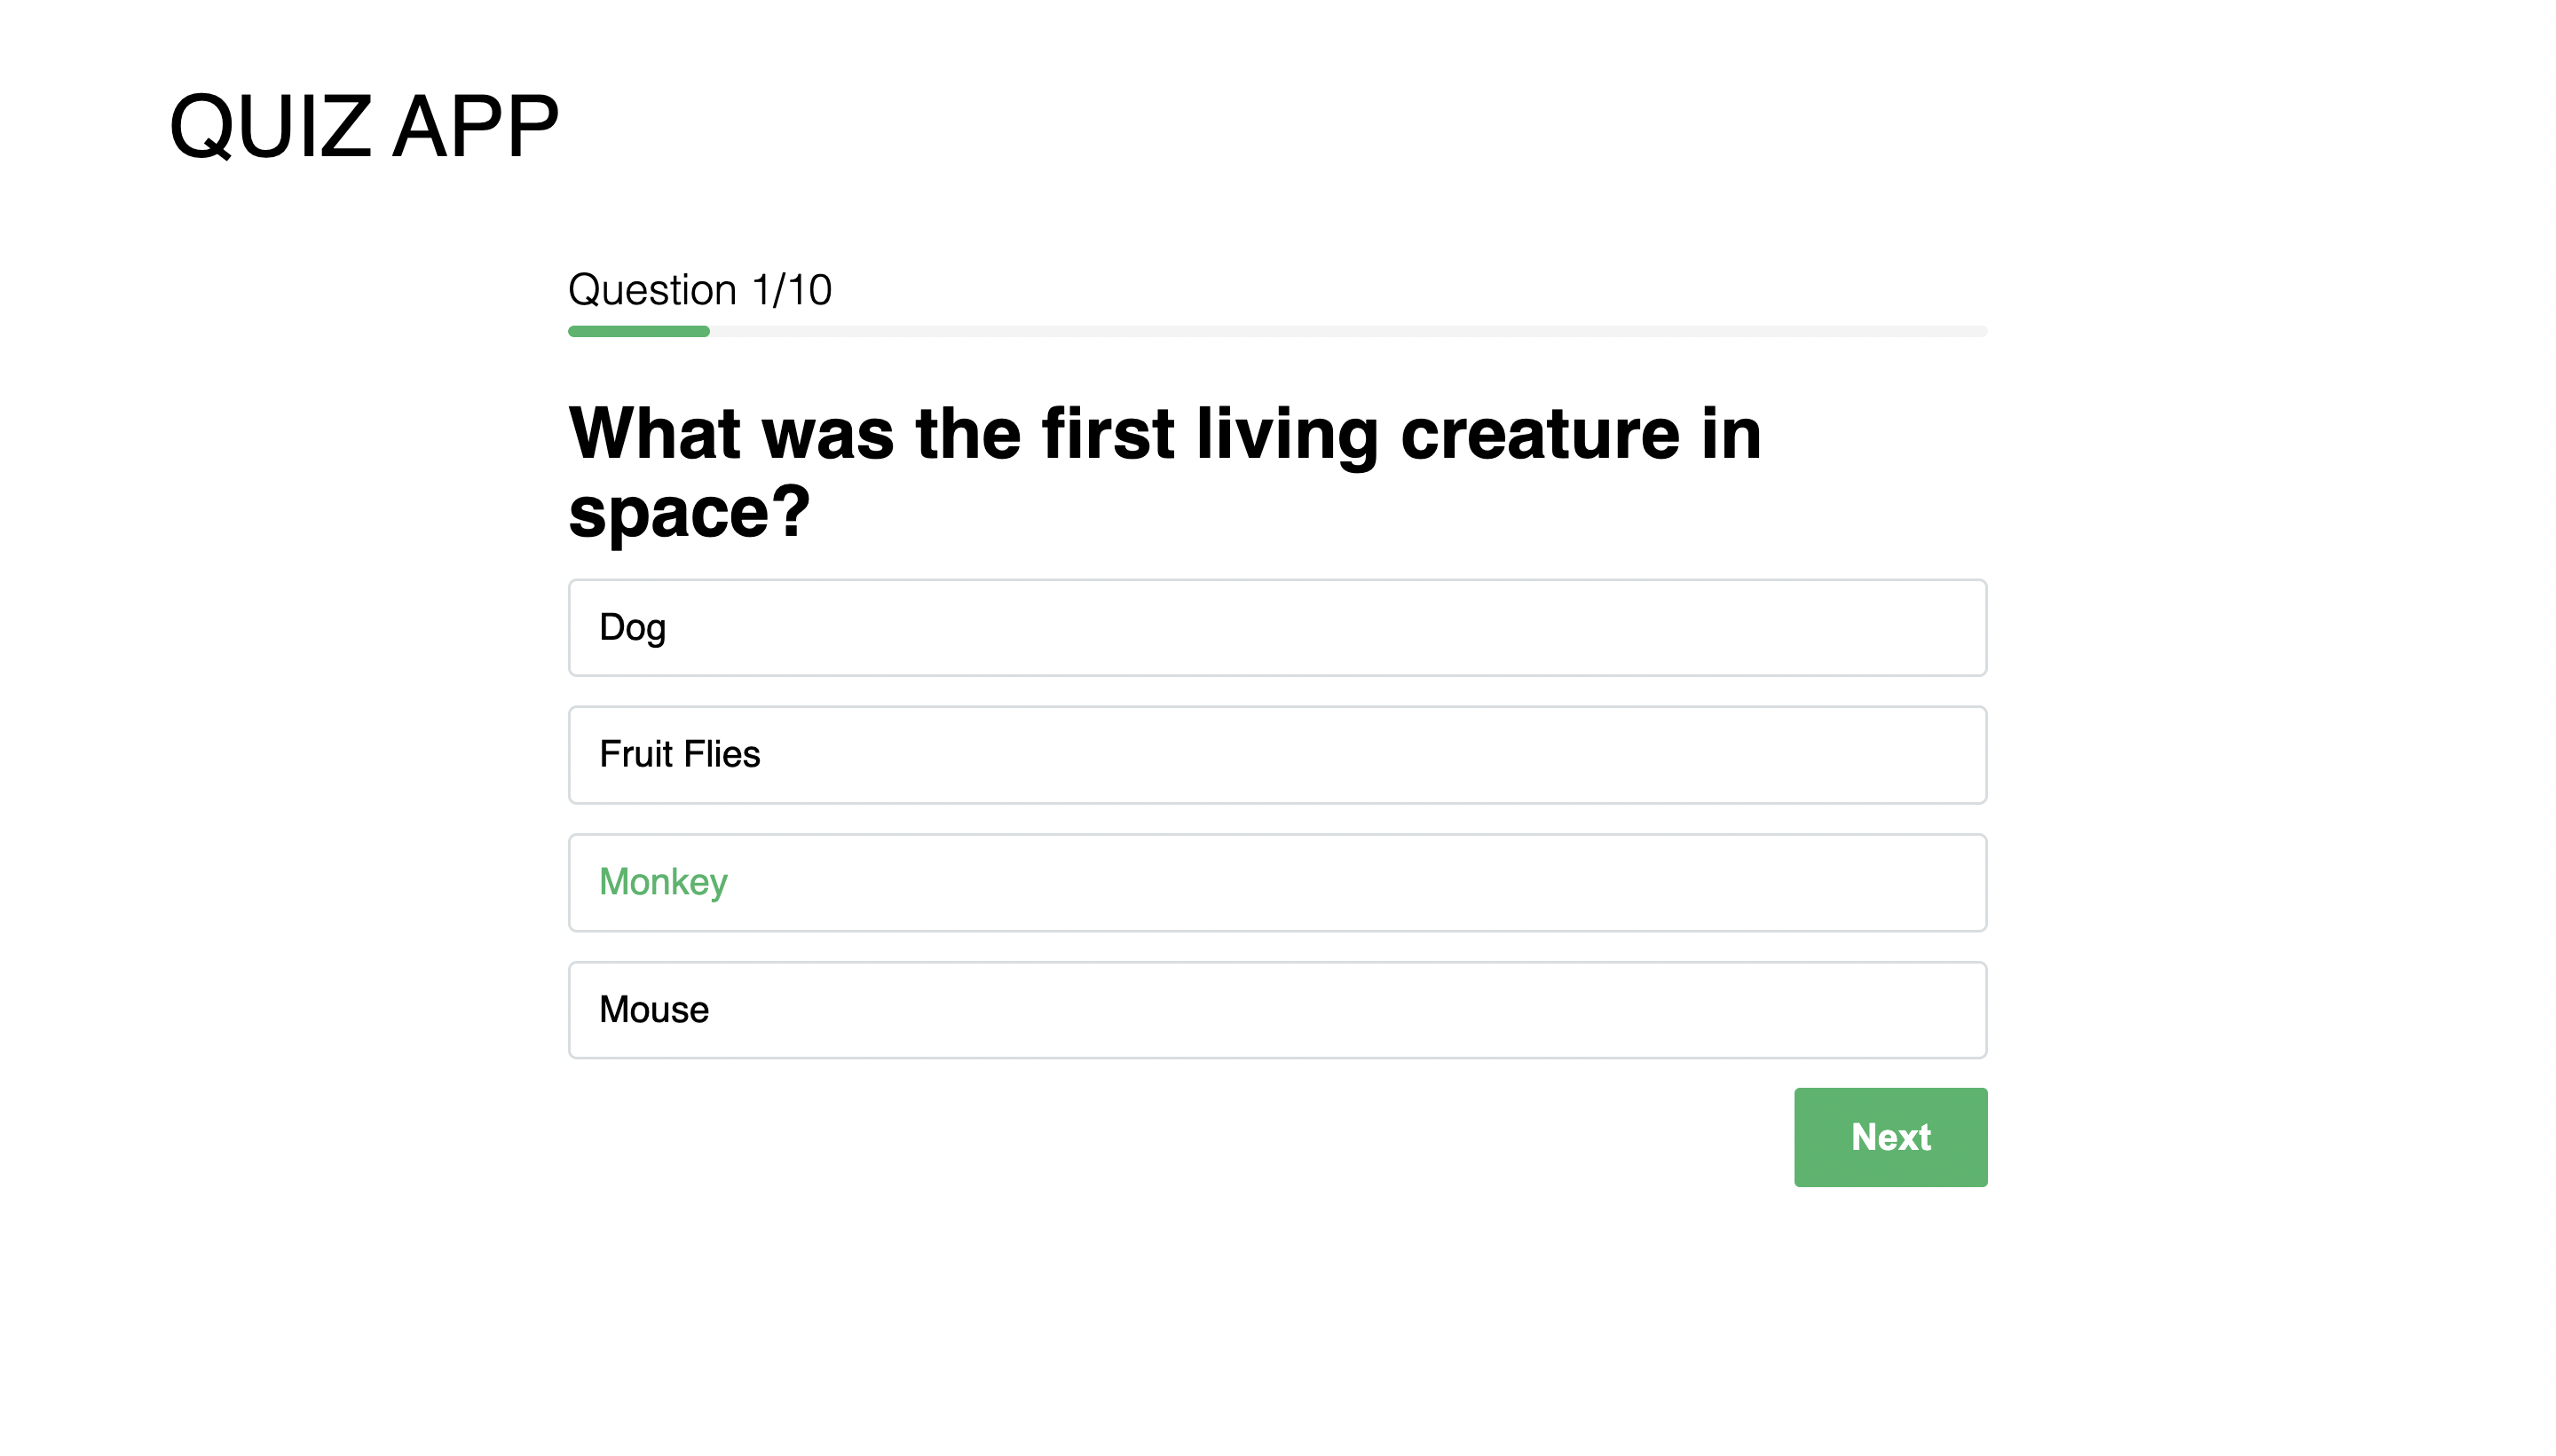 QUIZ APP
Question 1/10
What was the first living creature in
space?
Dog
Fruit Flies
Monkey
Mouse
Next